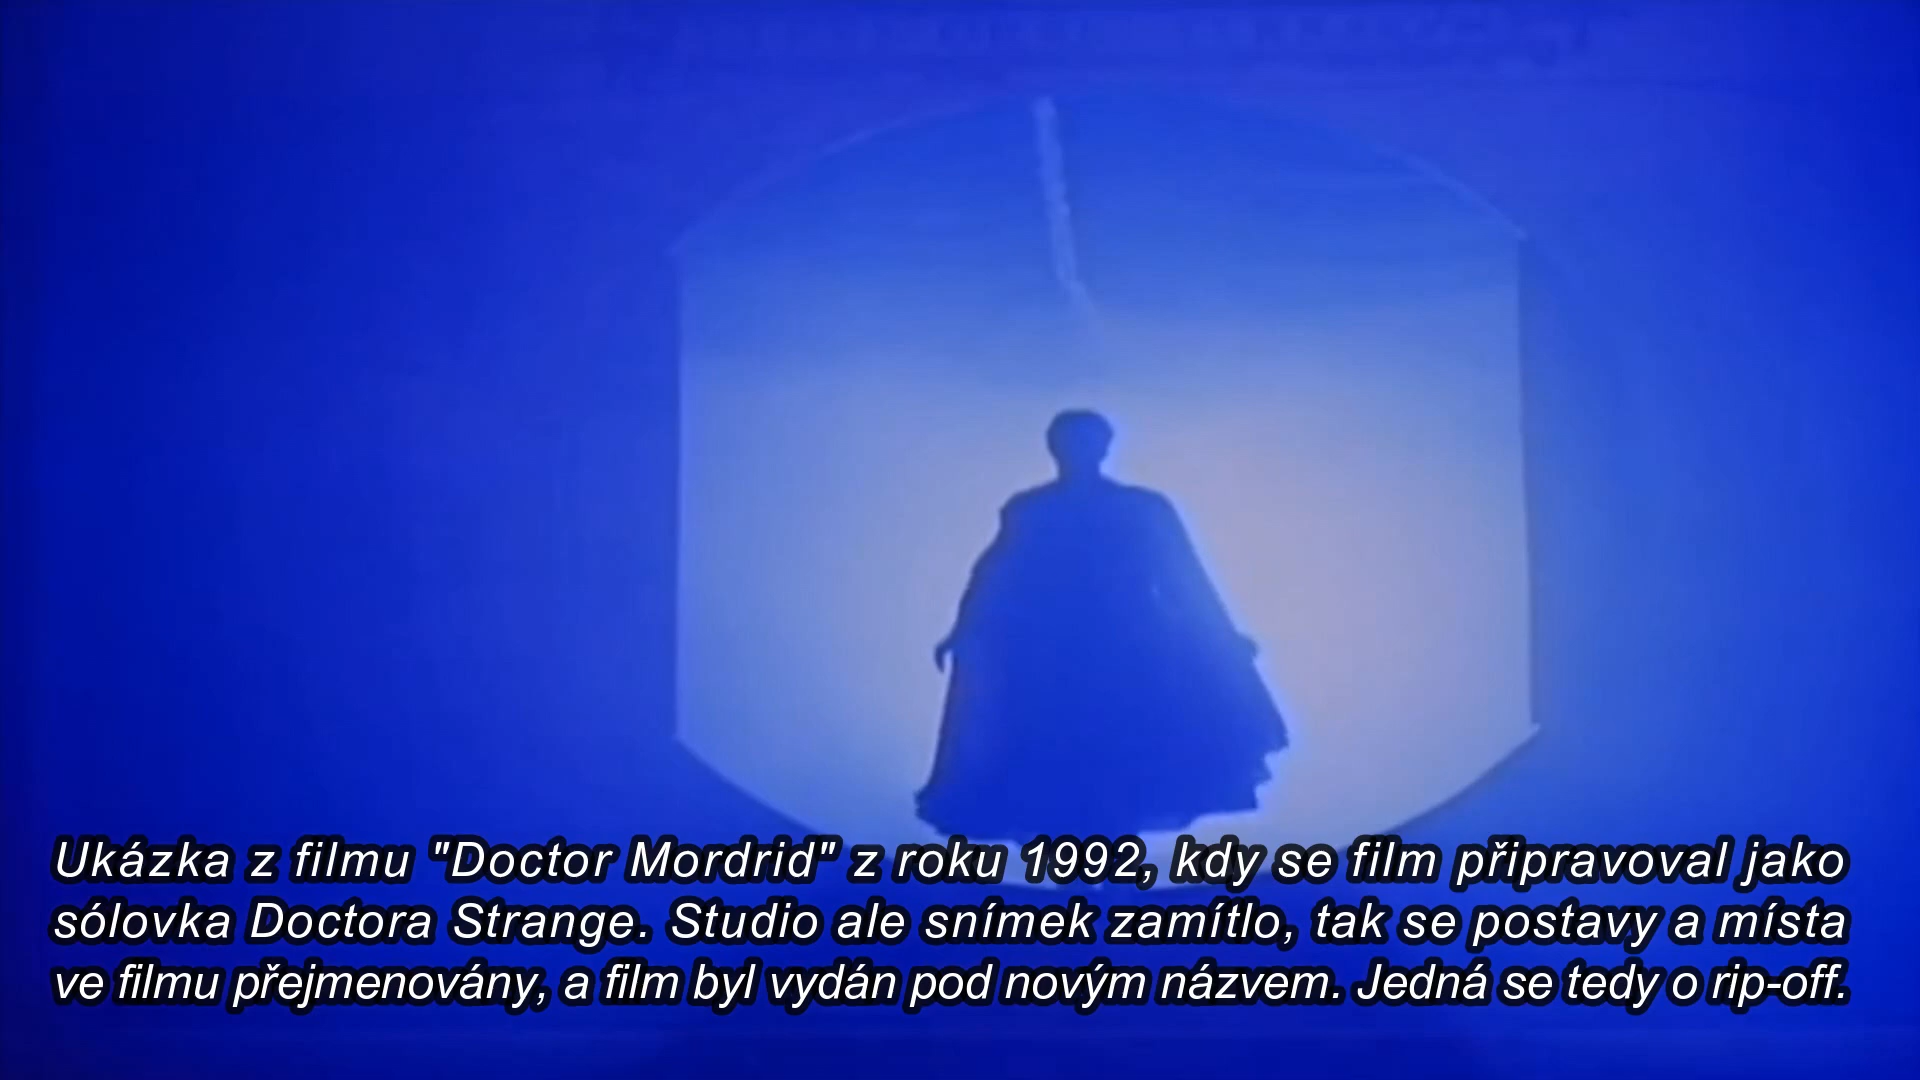 Ukázka z filmu "Doctor Mordrid" z roku 1992, kdy se film připravoval jako
sólovka Doctora Strange. Studio ale snímek zamítlo, tak se postavy a místa
ve filmu přejmenovány, a film byl vydán pod novým názvem. Jedná se tedy o rip-off.